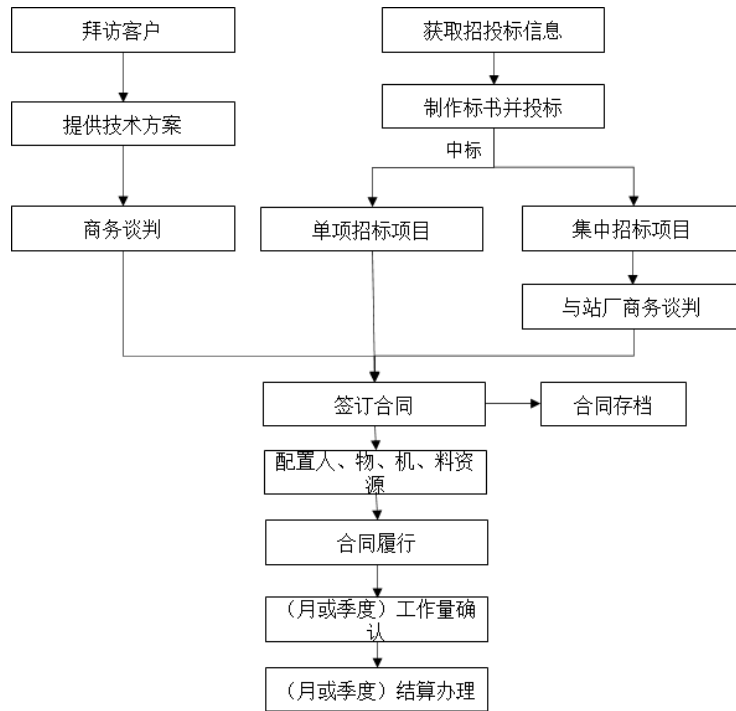 拜访客户
获取招投标信息
提供技术方案
制作标书并投标
中标
商务谈判
单项招标项目
集中招标项目
与站厂商务谈判
签订合同
合同存档
配置人、物、机、料资
源
合同履行
（月或季度）工作量确
认
（月或季度）结算办理